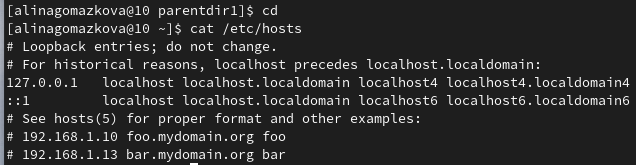 [alinagomazkova@10 parentdir1]$ cd
[alinagomazkova@10 ~]$ cat /etc/hosts
# Loopback entries; do not change.
# For historical reasons, localhost precedes localhost.localdomain:
127.0.0.1   localhost localhost.localdomain localhost4 localhost4.localdomain4
::1         localhost localhost.localdomain localhost6 localhost6.localdomain6
# See hosts(5) for proper format and other examples:
# 192.168.1.10 foo.mydomain.org foo
# 192.168.1.13 bar.mydomain.org bar